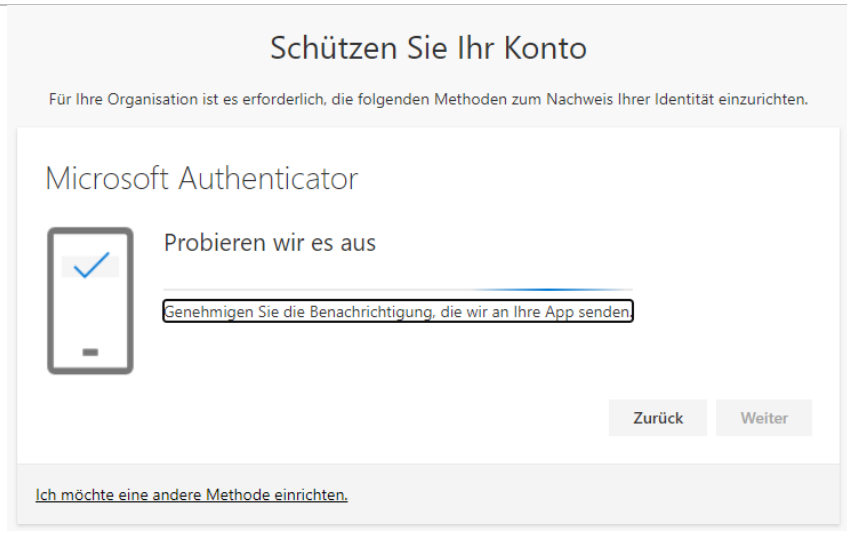 Schützen Sie Ihr Konto
Für Ihre Organisation ist es erforderlich, die folgenden Methoden zum Nachweis Ihrer Identität einzurichten.
Microsoft Authenticator
Probieren wir es aus
Genehmigen Sie die Benachrichtigung, die wir an Ihre App senden.
Zurück Weiter
Ich möchte eine andere Methode einrichten.